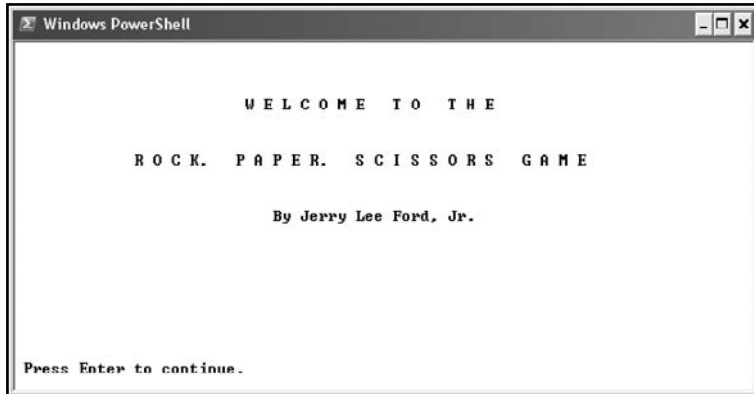 Windows PowerShell
W E L C O M E   T O   T H E
R O C K.   P A P E R.   S C I S S O R S   G A M E
By Jerry Lee Ford, Jr.
Press Enter to continue.